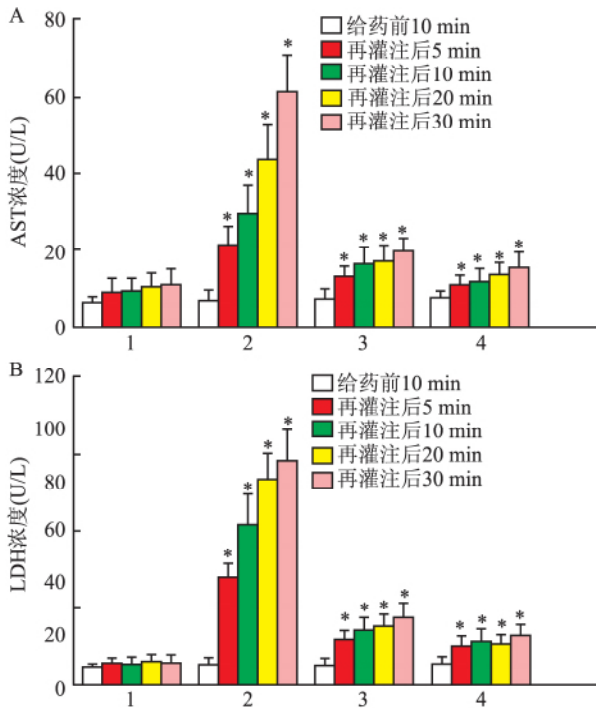 A
80
60
40
20
0
AST浓度(U/L)
给药前10 min
再灌注后5 min
再灌注后10 min
再灌注后20 min
再灌注后30 min
* * * *
* * * *
* * * *
1 2 3 4
B
120
100
80
60
40
20
0
LDH浓度(U/L)
给药前10 min
再灌注后5 min
再灌注后10 min
再灌注后20 min
再灌注后30 min
* * * *
* * * *
* * * *
1 2 3 4